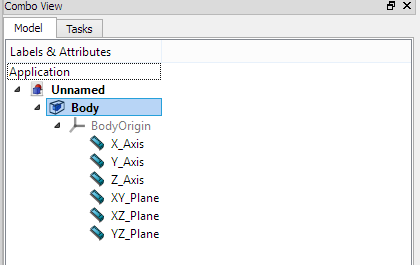 Combo View
Model
Tasks
Labels & Attributes
Application
Unnamed
Body
BodyOrigin
X_Axis
Y_Axis
Z_Axis
XY_Plane
XZ_Plane
YZ_Plane